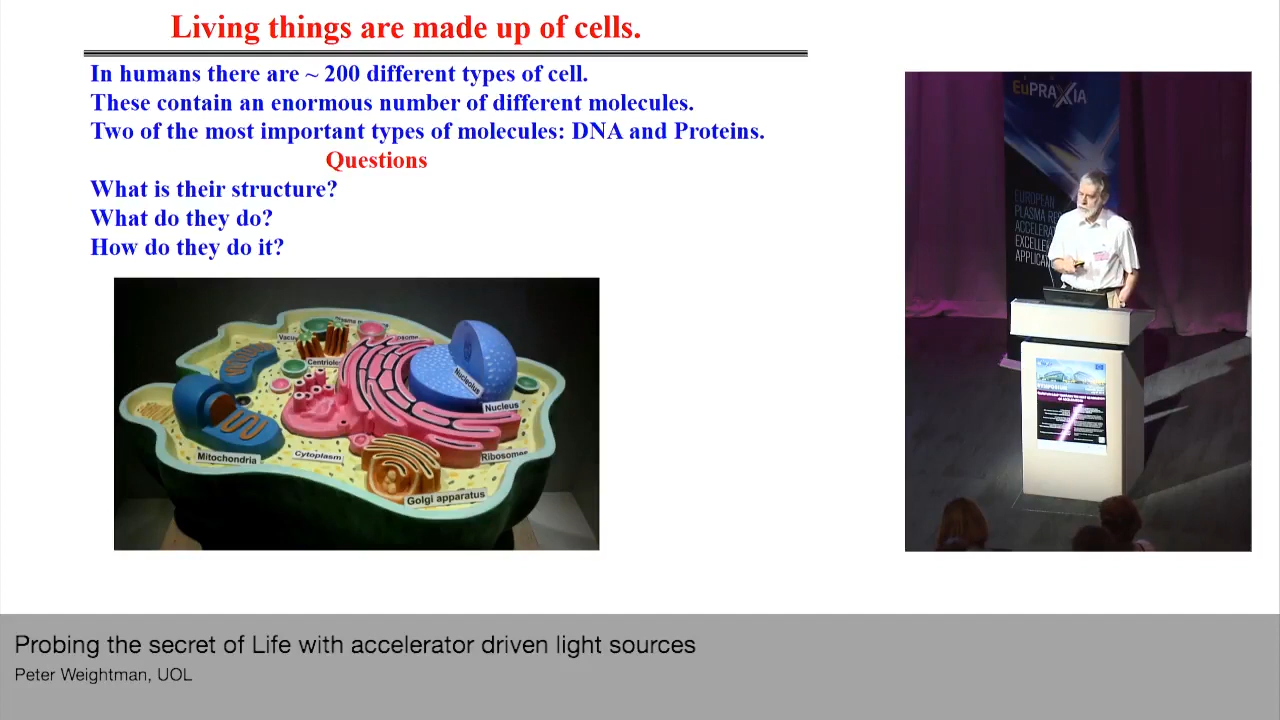 Living things are made up of cells.
In humans there are ~ 200 different types of cell.
These contain an enormous number of different molecules.
Two of the most important types of molecules: DNA and Proteins.
Questions
What is their structure?
What do they do?
How do they do it?
Centriole
Nucleolus
Nucleus
Mitochondria
Cytoplasm
Ribosomes
Golgi apparatus
EuPRAXIA
EUROPEAN
PLASMA
EXCELLE
SYMPOSIUM
Probing the secret of Life with accelerator driven light sources
Peter Weightman, UOL